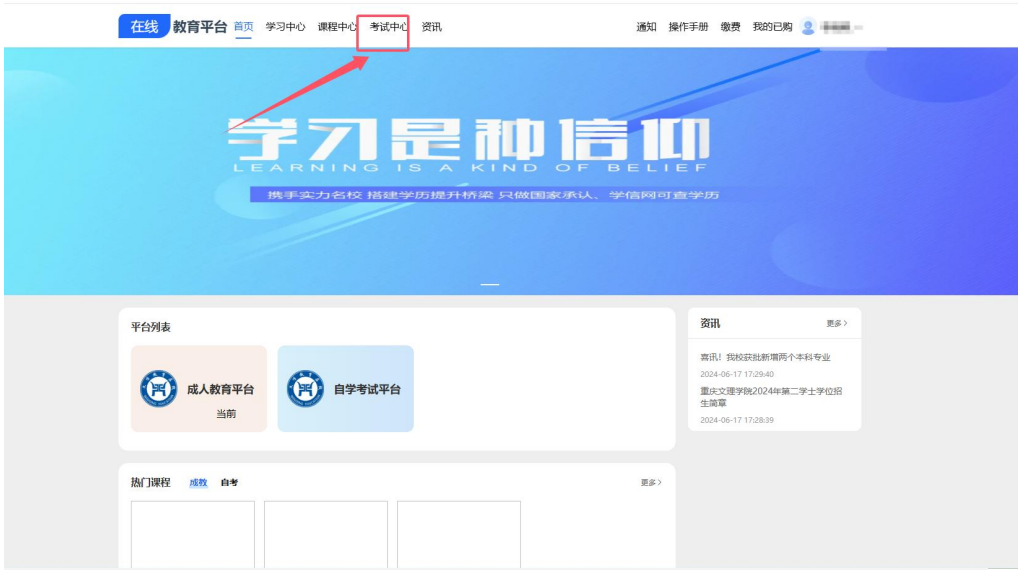 在线 教育平台 首页 学习中心 课程中心 考试中心 资讯 通知 操作手册 缴费 我的已购
学习是种信仰
LEARNING IS A KIND OF BELIEF
携手实力名校 搭建学历提升桥梁 只做国家承认、学信网可查学历
平台列表
成人教育平台
当前
自学考试平台
资讯 更多>
喜讯！我校获批新增两个本科专业
2024-06-17 17:29:40
重庆文理学院2024年第二学士学位招
生简章
2024-06-17 17:28:39
热门课程 成教 自考 更多>